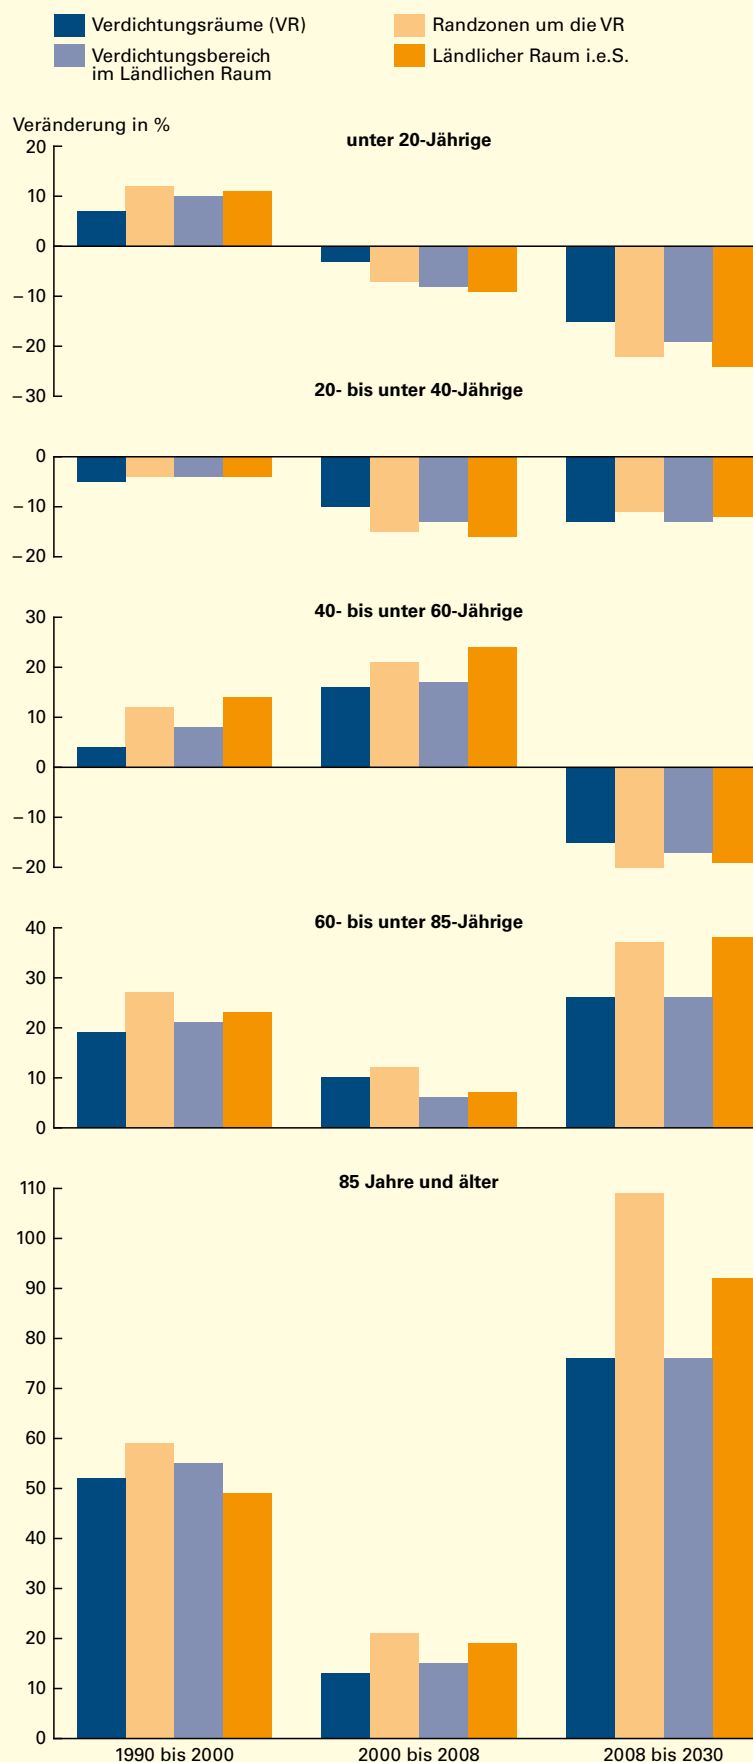 Verdichtungsräume (VR)
Randzonen um die VR
Verdichtungsbereich
im Ländlichen Raum
Ländlicher Raum i.e.S.
Veränderung in %
unter 20-Jährige
20
10
0
– 10
– 20
– 30
20- bis unter 40-Jährige
0
– 10
– 20
40- bis unter 60-Jährige
30
20
10
0
– 10
– 20
60- bis unter 85-Jährige
40
30
20
10
0
85 Jahre und älter
110
100
90
80
70
60
50
40
30
20
10
0
1990 bis 2000
2000 bis 2008
2008 bis 2030